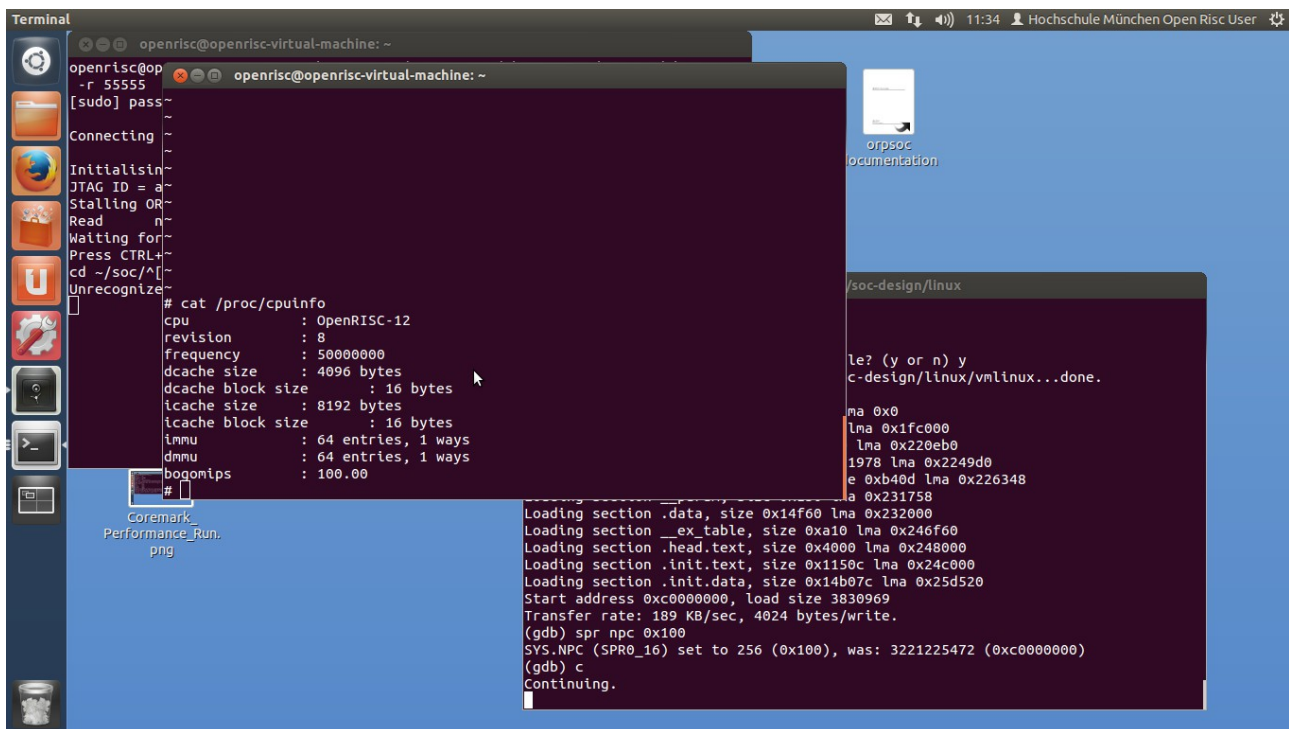 Terminal
11:34 Hochschule München Open Risc User
openrisc@openrisc-virtual-machine: ~
openrisc@op
-r 55555
[sudo] pass
Connecting
Initialisin
JTAG ID = a
Stalling OR
Read n
Waiting for
Press CTRL+
cd ~/soc/^[
Unrecognize
openrisc@openrisc-virtual-machine: ~
~
~
~
~
~
~
~
~
~
~
~
~
# cat /proc/cpuinfo
cpu : OpenRISC-12
revision : 8
frequency : 50000000
dcache size : 4096 bytes
dcache block size : 16 bytes
icache size : 8192 bytes
icache block size : 16 bytes
immu : 64 entries, 1 ways
dmmu : 64 entries, 1 ways
bogomips : 100.00
#
orpsoc
ocumentation
/soc-design/linux
le? (y or n) y
c-design/linux/vmlinux...done.
ma 0x0
lma 0x1fc000
lma 0x220eb0
1978 lma 0x2249d0
e 0xb40d lma 0x226348
ma 0x231758
Loading section .data, size 0x14f60 lma 0x232000
Loading section __ex_table, size 0xa10 lma 0x246f60
Loading section .head.text, size 0x4000 lma 0x248000
Loading section .init.text, size 0x1150c lma 0x24c000
Loading section .init.data, size 0x14b07c lma 0x25d520
Start address 0xc0000000, load size 3830969
Transfer rate: 189 KB/sec, 4024 bytes/write.
(gdb) spr npc 0x100
SYS.NPC (SPR0_16) set to 256 (0x100), was: 3221225472 (0xc0000000)
(gdb) c
Continuing.
Coremark_
Performance_Run.
png